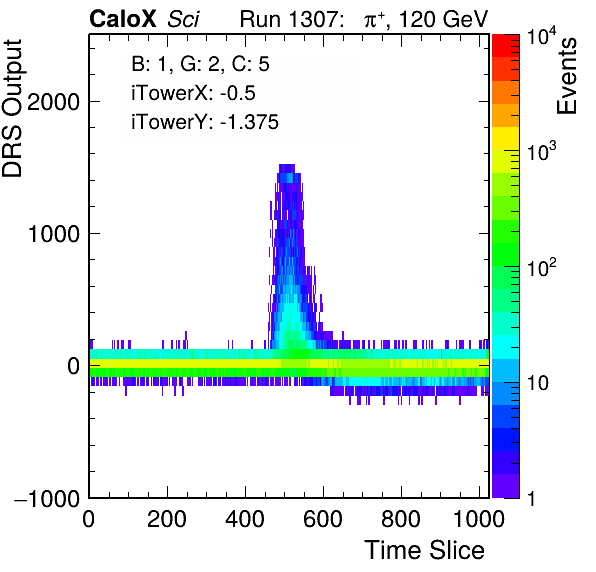 CaloX Sci Run 1307: π⁺, 120 GeV
B: 1, G: 2, C: 5
iTowerX: -0.5
iTowerY: -1.375
DRS Output
2000
1000
0
−1000
0 200 400 600 800 1000
Time Slice
Events
10⁴
10³
10²
10
1